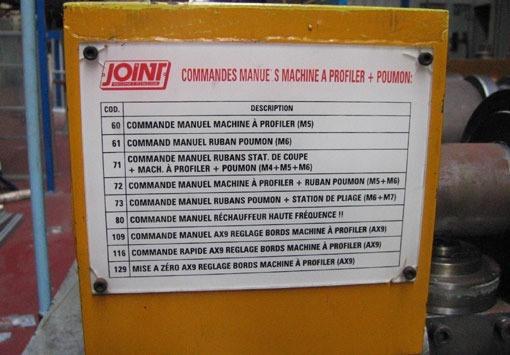 JOINT
COMMANDES MANUE S MACHINE A PROFILER + POUMON:
COD. DESCRIPTION
60 COMMANDE MANUEL MACHINE À PROFILER (M5)
61 COMMAND MANUEL RUBAN POUMON (M6)
71 COMMANDE MANUEL RUBANS STAT. DE COUPE
+ MACH. À PROFILER + POUMON (M4+M5+M6)
72 COMMANDE MANUEL MACHINE À PROFILER + RUBAN POUMON (M5+M6)
73 COMMANDE MANUEL RUBANS POUMON + STATION DE PLIAGE (M6+M7)
80 COMMANDE MANUEL RÉCHAUFFEUR HAUTE FRÉQUENCE !!
109 COMMANDE MANUEL AX9 REGLAGE BORDS MACHINE À PROFILER (AX9)
116 COMMANDE RAPIDE AX9 REGLAGE BORDS MACHINE À PROFILER (AX9)
129 MISE A ZÉRO AX9 REGLAGE BORDS MACHINE À PROFILER (AX9)